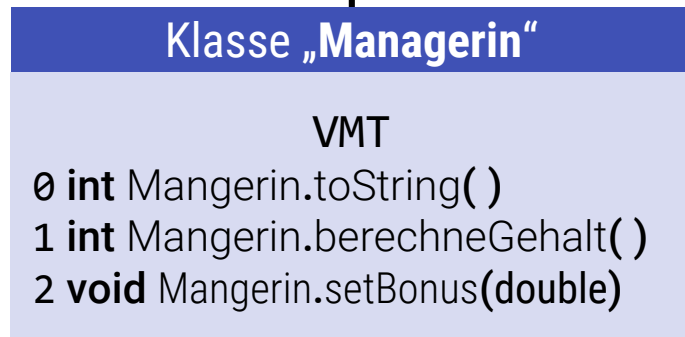 Klasse „Managerin“
VMT
0 int Mangerin.toString( )
1 int Mangerin.berechneGehalt( )
2 void Mangerin.setBonus(double)